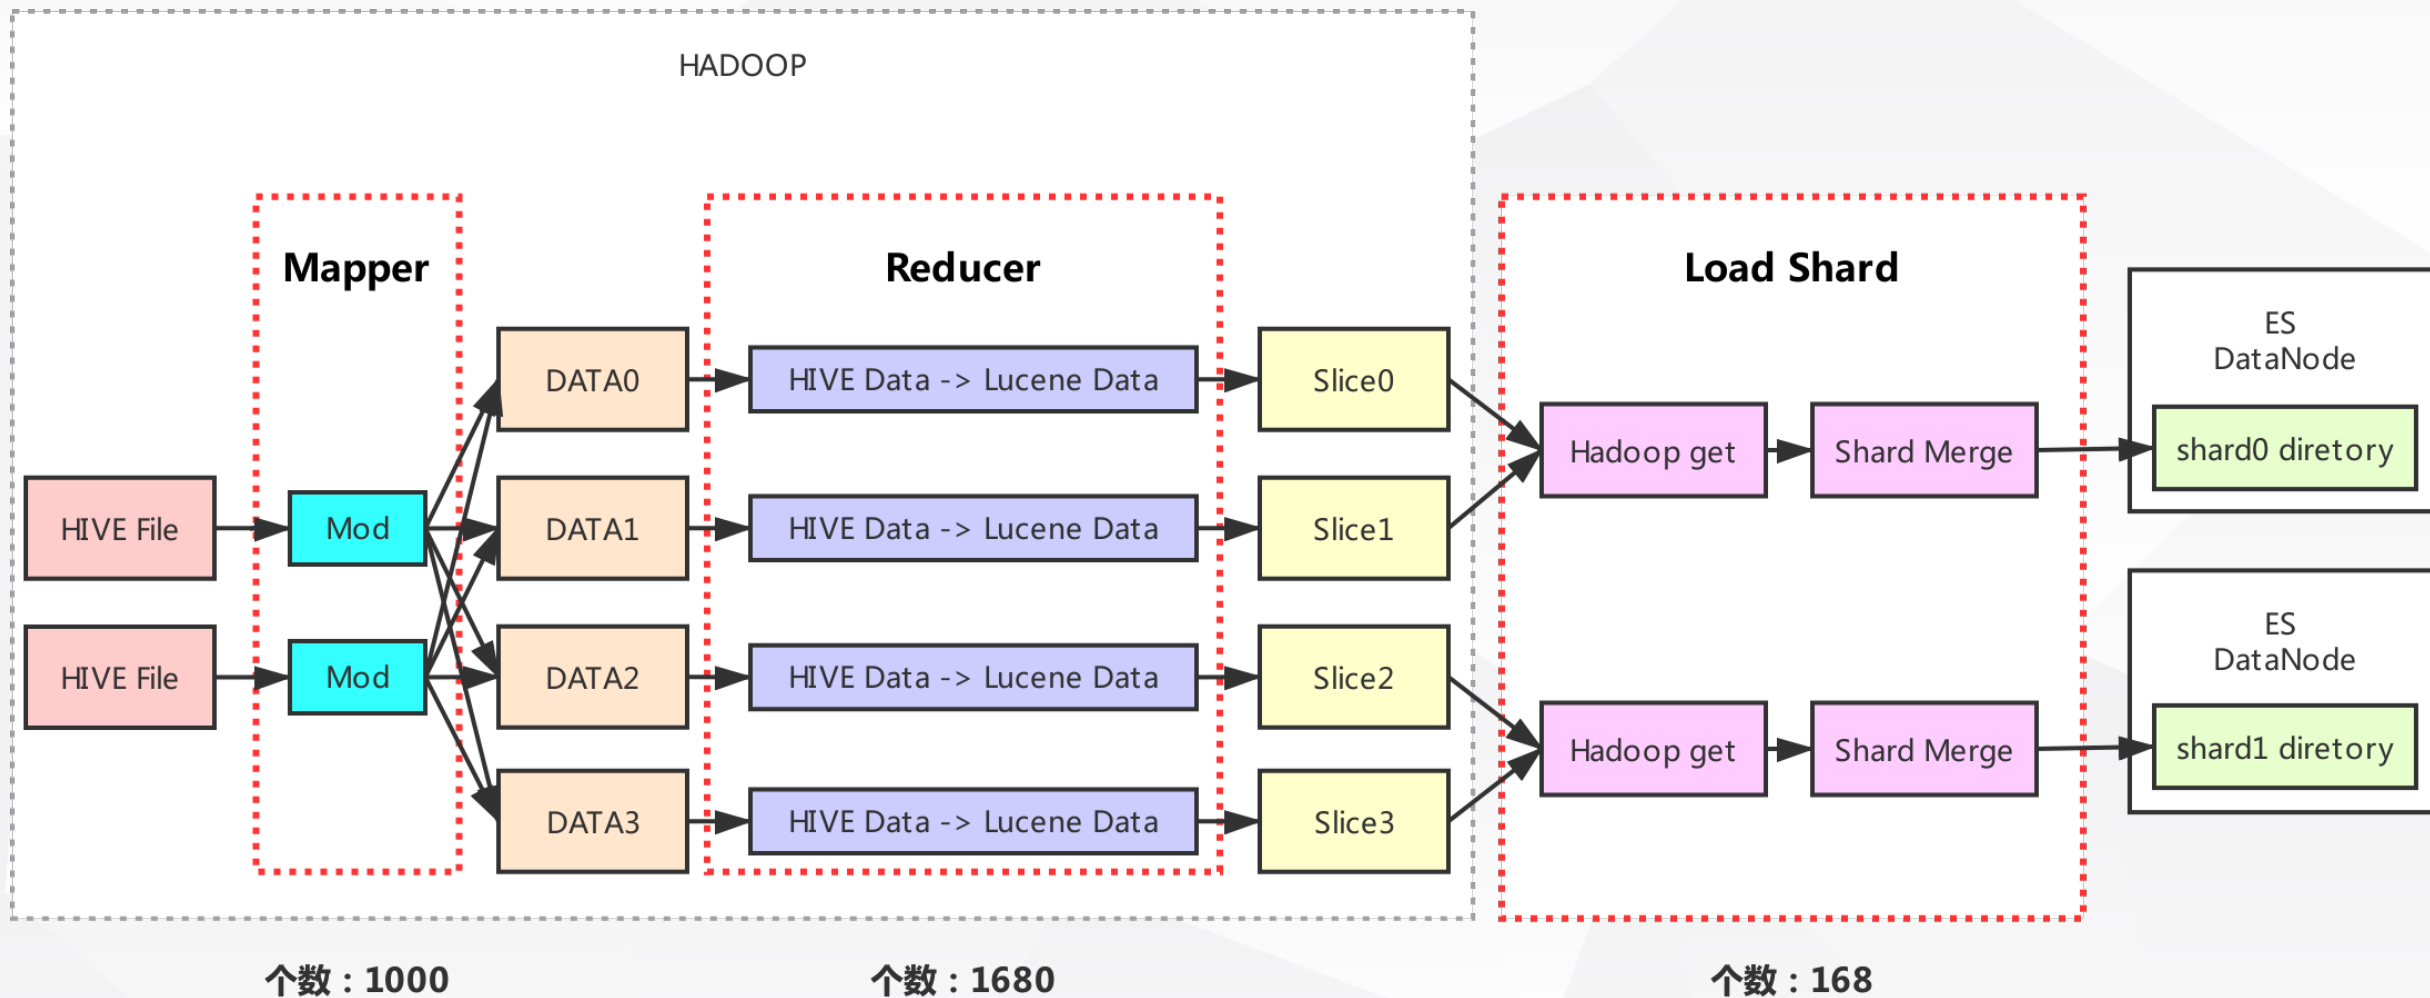 HADOOP
Mapper
Reducer
Load Shard
HIVE File
HIVE File
Mod
Mod
DATA0
DATA1
DATA2
DATA3
HIVE Data -> Lucene Data
HIVE Data -> Lucene Data
HIVE Data -> Lucene Data
HIVE Data -> Lucene Data
Slice0
Slice1
Slice2
Slice3
Hadoop get
Shard Merge
Hadoop get
Shard Merge
ES
DataNode
shard0 diretory
ES
DataNode
shard1 diretory
个数：1000
个数：1680
个数：168